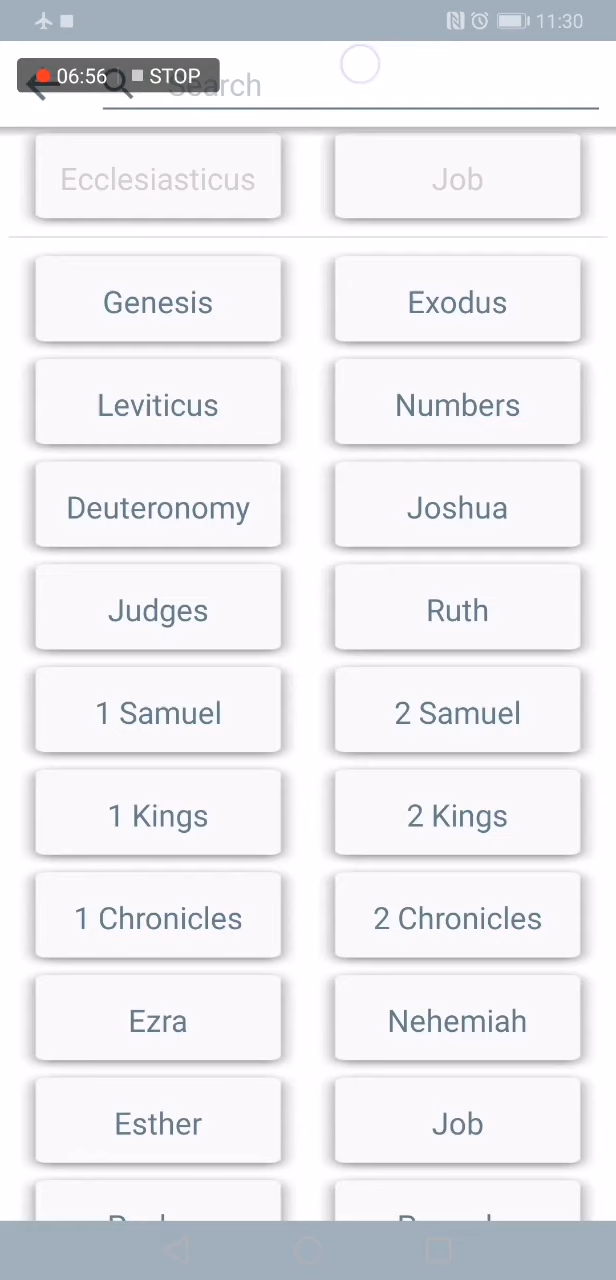 11:30
06:56 STOP
Search
Ecclesiasticus Job
Genesis Exodus
Leviticus Numbers
Deuteronomy Joshua
Judges Ruth
1 Samuel 2 Samuel
1 Kings 2 Kings
1 Chronicles 2 Chronicles
Ezra Nehemiah
Esther Job